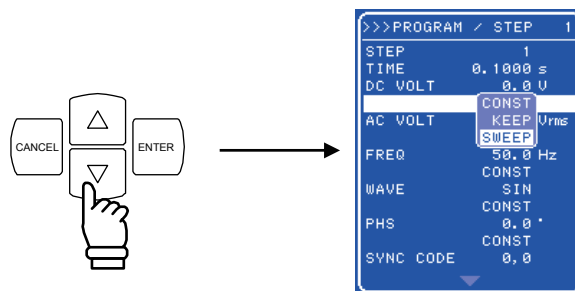 CANCEL
ENTER
>>>PROGRAM / STEP 1
STEP 1
TIME 0.1000 s
DC VOLT 0.0 V
CONST
AC VOLT KEEP Vrms
SWEEP
FREQ 50.0 Hz
CONST
WAVE SIN
CONST
PHS 0.0 °
CONST
SYNC CODE 0,0